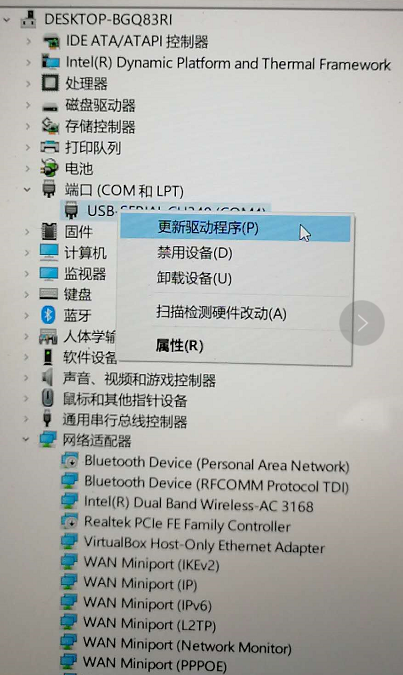 DESKTOP-BGQ83RI
IDE ATA/ATAPI 控制器
Intel(R) Dynamic Platform and Thermal Framework
处理器
磁盘驱动器
存储控制器
打印队列
电池
端口 (COM 和 LPT)
USB-SERIAL CH340 (COM4)
更新驱动程序(P)
固件
禁用设备(D)
计算机
监视器
卸载设备(U)
键盘
蓝牙
扫描检测硬件改动(A)
人体学输
属性(R)
软件设备
声音、视频和游戏控制器
鼠标和其他指针设备
通用串行总线控制器
网络适配器
Bluetooth Device (Personal Area Network)
Bluetooth Device (RFCOMM Protocol TDI)
Intel(R) Dual Band Wireless-AC 3168
Realtek PCIe FE Family Controller
VirtualBox Host-Only Ethernet Adapter
WAN Miniport (IKEv2)
WAN Miniport (IP)
WAN Miniport (IPv6)
WAN Miniport (L2TP)
WAN Miniport (Network Monitor)
WAN Miniport (PPPOE)